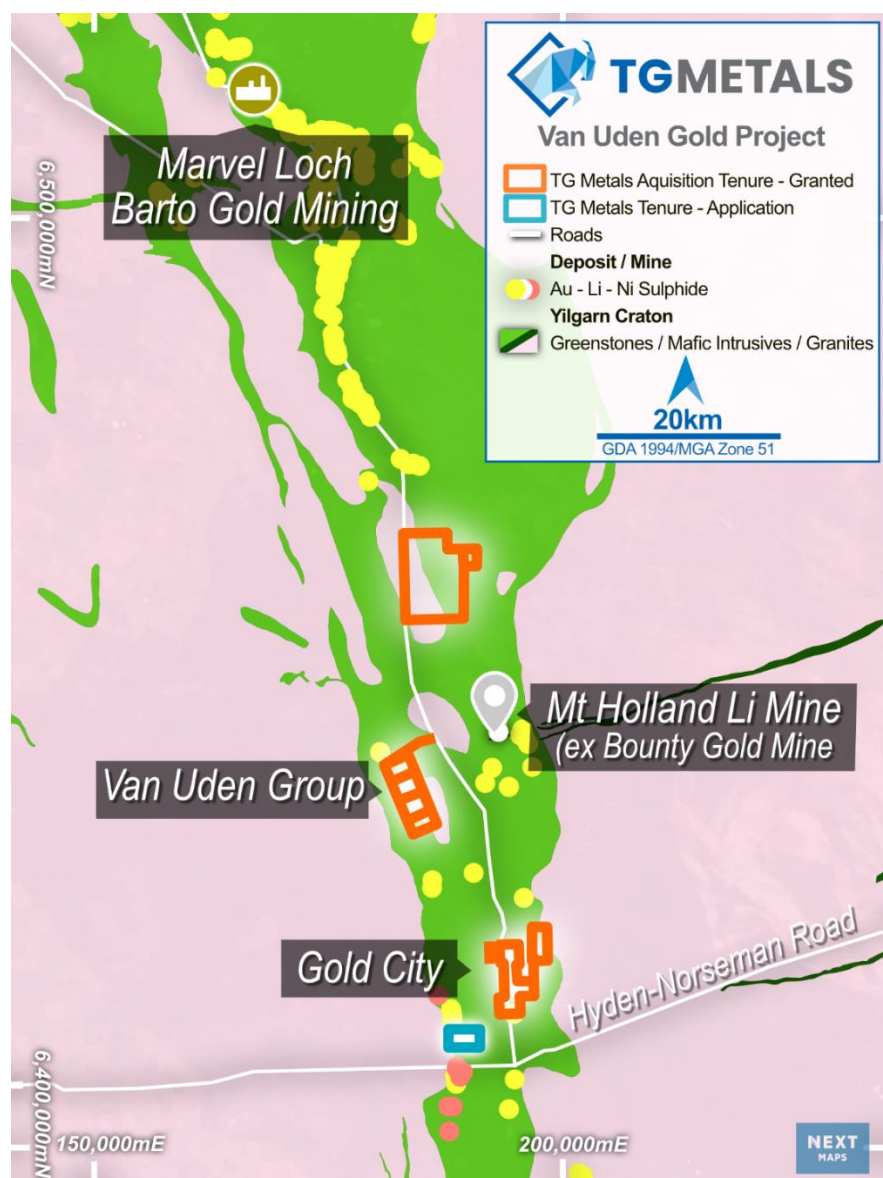 TGMETALS
Van Uden Gold Project
TG Metals Aquisition Tenure - Granted
TG Metals Tenure - Application
Roads
Deposit / Mine
Au - Li - Ni Sulphide
Yilgarn Craton
Greenstones / Mafic Intrusives / Granites
20km
GDA 1994/MGA Zone 51
Marvel Loch
Barto Gold Mining
6,500,000mN
Mt Holland Li Mine
(ex Bounty Gold Mine
Van Uden Group
Gold City
Hyden-Norseman Road
6,400,000mN
150,000mE
200,000mE
NEXT
MAPS